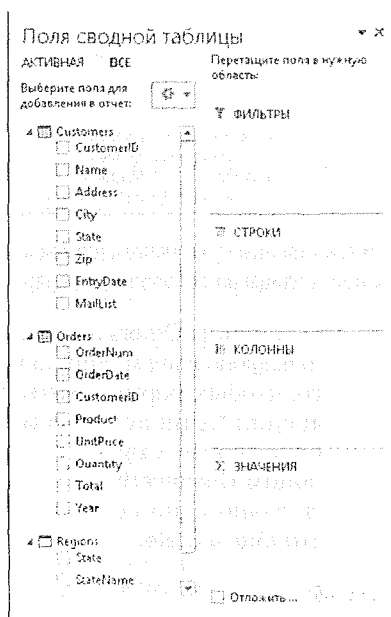 Поля сводной таблицы
АКТИВНАЯ ВСЕ
Выберите поля для
добавления в отчет:
Customers
CustomerID
Name
Address
City
State
Zip
EntryDate
MailList
Orders
OrderNum
OrderDate
CustomerID
Product
UnitPrice
Quantity
Total
Year
Regions
State
StateName
Перетащите поля в нужную
область:
ФИЛЬТРЫ
СТРОКИ
КОЛОННЫ
Σ ЗНАЧЕНИЯ
Отложить ...